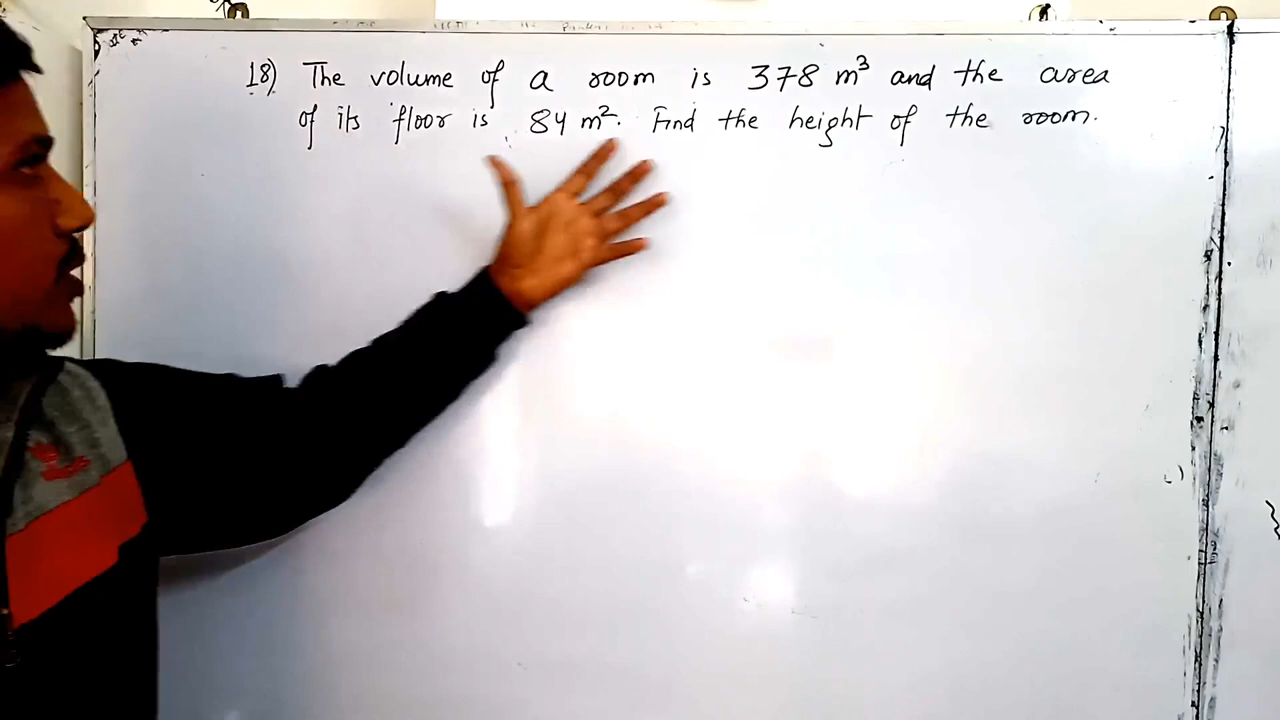 18) The volume of a room is 378 m³ and the area
of its floor is 84 m². Find the height of the room.